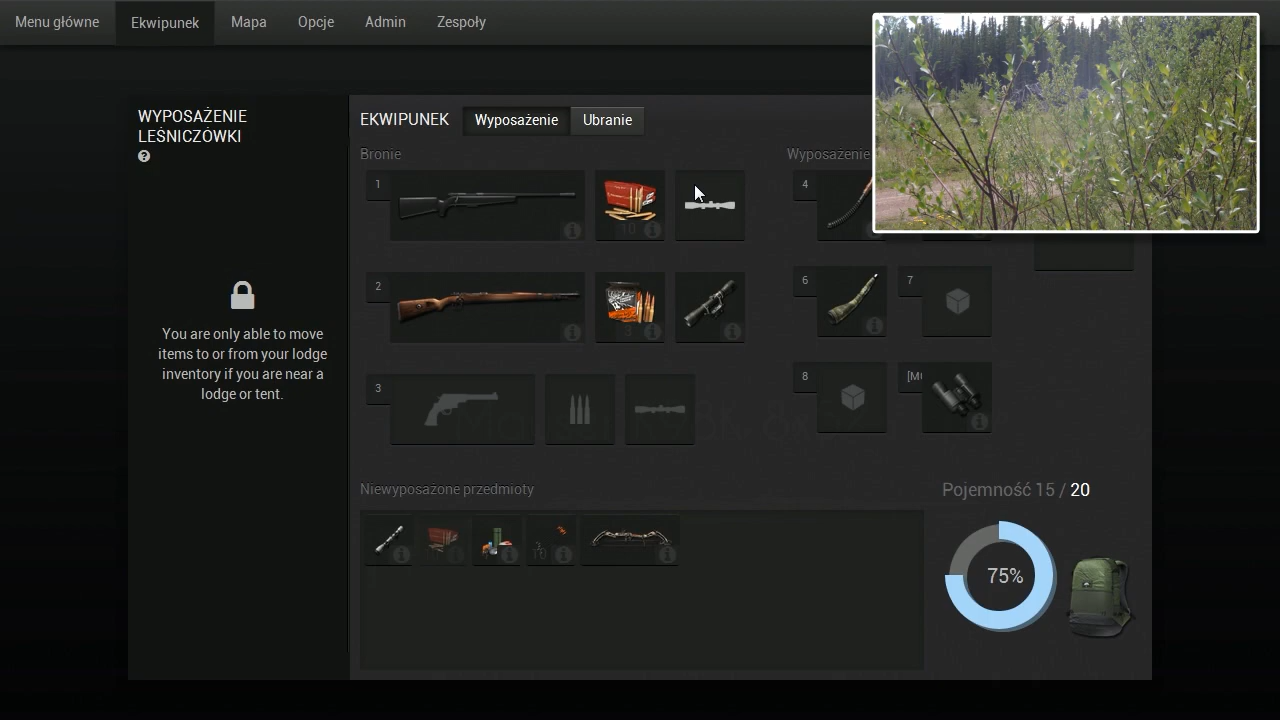 Menu główne Ekwipunek Mapa Opcje Admin Zespoły
WYPOSAŻENIE
LEŚNICZÓWKI
You are only able to move
items to or from your lodge
inventory if you are near a
lodge or tent.
EKWIPUNEK Wyposażenie Ubranie
Bronie
Wyposażenie
1
10
4
2
3
6
7
3
8
Niewyposażone przedmioty
Pojemność 15 / 20
75%